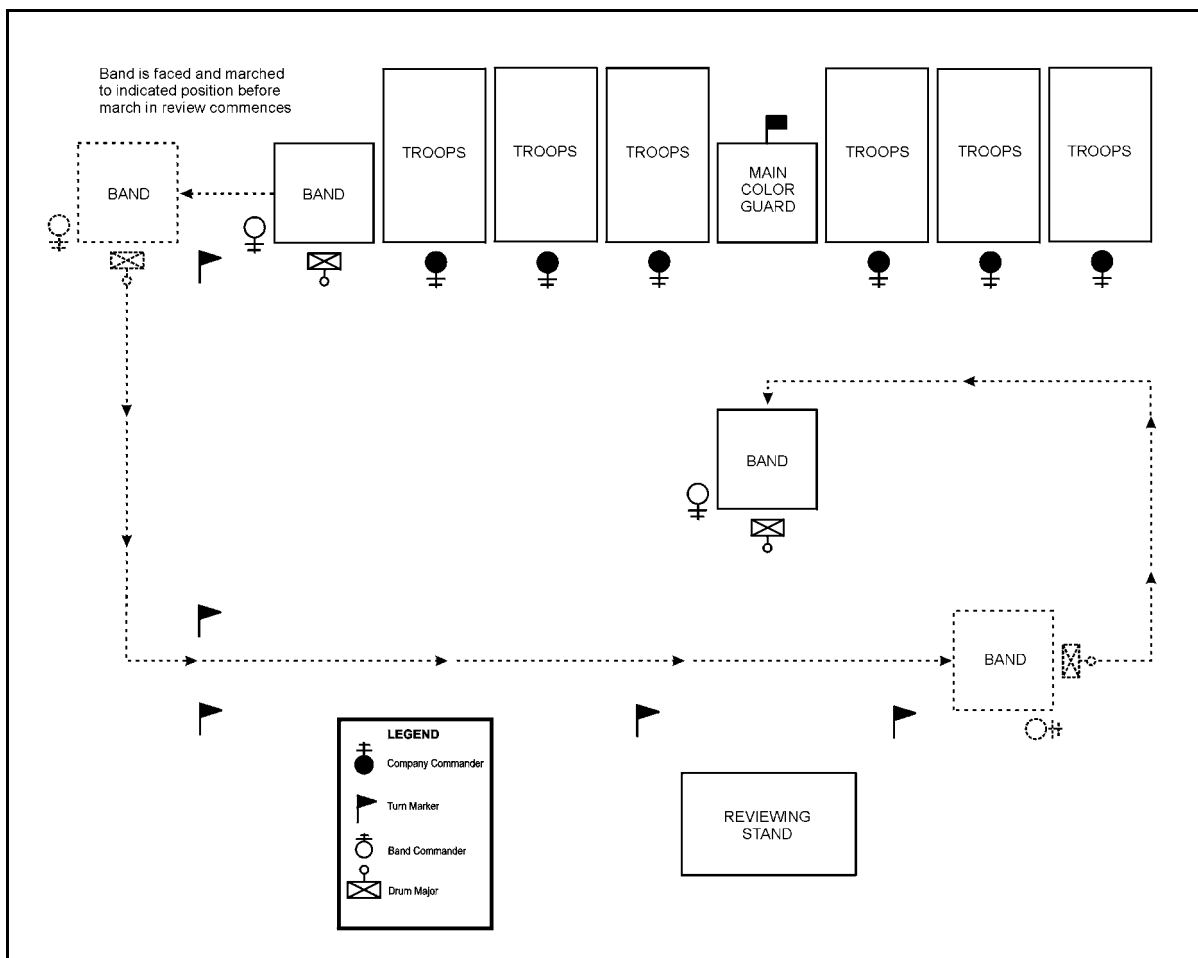 Band is faced and marched
to indicated position before
march in review commences
BAND
BAND
TROOPS
TROOPS
TROOPS
MAIN
COLOR
GUARD
TROOPS
TROOPS
TROOPS
BAND
BAND
LEGEND
Company Commander
Turn Marker
Band Commander
Drum Major
REVIEWING
STAND